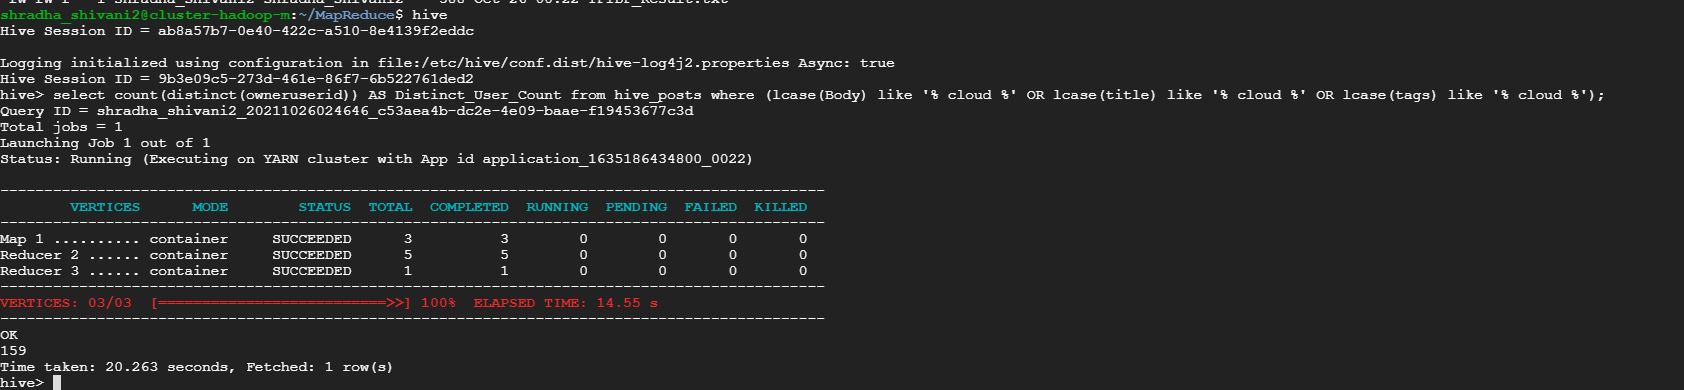 shradha_shivani2@cluster-hadoop-m:~/MapReduce$ hive
Hive Session ID = ab8a57b7-0e40-422c-a510-8e4139f2eddc
Logging initialized using configuration in file:/etc/hive/conf.dist/hive-log4j2.properties Async: true
Hive Session ID = 9b3e09c5-273d-461e-86f7-6b522761ded2
hive> select count(distinct(owneruserid)) AS Distinct_User_Count from hive_posts where (lcase(Body) like '% cloud %' OR lcase(title) like '% cloud %' OR lcase(tags) like '% cloud %');
Query ID = shradha_shivani2_20211026024646_c53aea4b-dc2e-4e09-baae-f19453677c3d
Total jobs = 1
Launching Job 1 out of 1
Status: Running (Executing on YARN cluster with App id application_1635186434800_0022)
----------------------------------------------------------------------------------------------
VERTICES MODE STATUS TOTAL COMPLETED RUNNING PENDING FAILED KILLED
----------------------------------------------------------------------------------------------
Map 1 .......... container SUCCEEDED 3 3 0 0 0 0
Reducer 2 ...... container SUCCEEDED 5 5 0 0 0 0
Reducer 3 ...... container SUCCEEDED 1 1 0 0 0 0
----------------------------------------------------------------------------------------------
VERTICES: 03/03 [==========================>>] 100% ELAPSED TIME: 14.55 s
----------------------------------------------------------------------------------------------
OK
159
Time taken: 20.263 seconds, Fetched: 1 row(s)
hive>